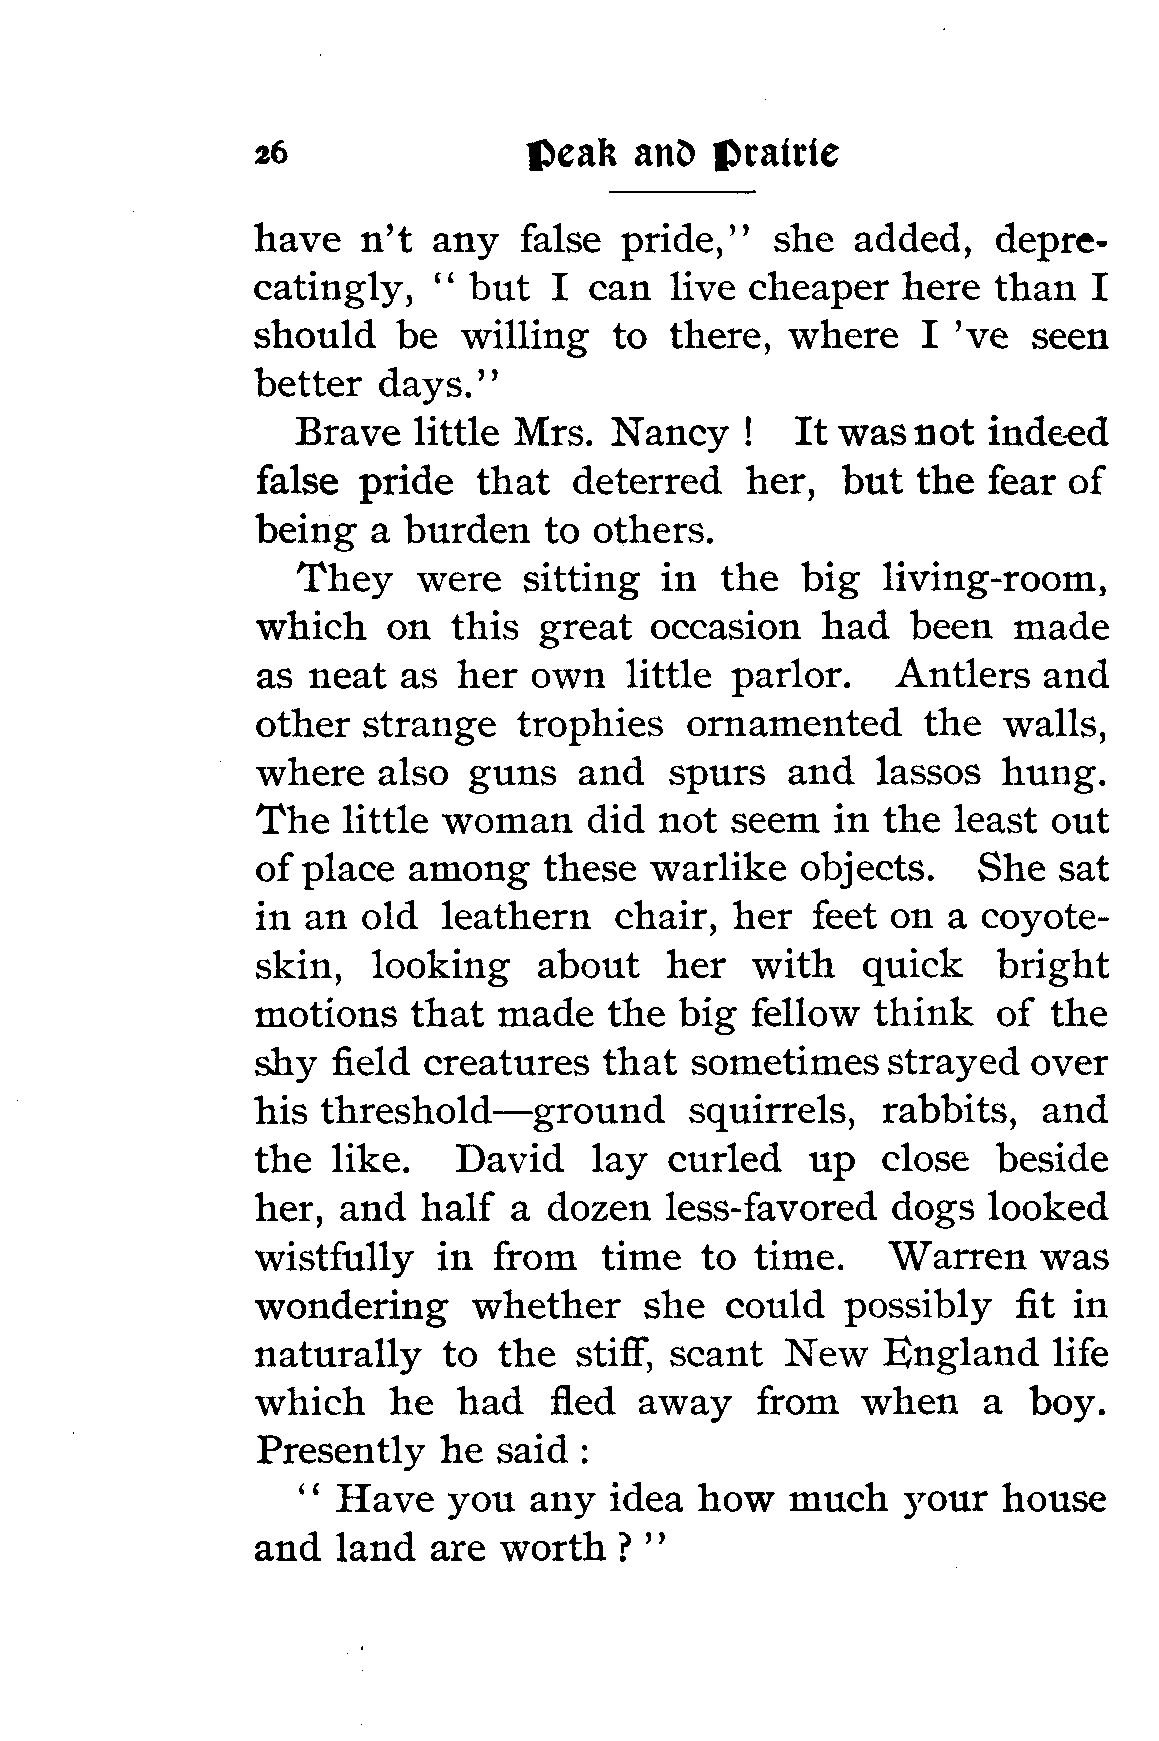 26 Peak and Prairie
have n't any false pride,'' she added, depre-
catingly, '' but I can live cheaper here than I
should be willing to there, where I 've seen
better days.''
Brave little Mrs. Nancy ! It was not indeed
false pride that deterred her, but the fear of
being a burden to others.
They were sitting in the big living-room,
which on this great occasion had been made
as neat as her own little parlor. Antlers and
other strange trophies ornamented the walls,
where also guns and spurs and lassos hung.
The little woman did not seem in the least out
of place among these warlike objects. She sat
in an old leathern chair, her feet on a coyote-
skin, looking about her with quick bright
motions that made the big fellow think of the
shy field creatures that sometimes strayed over
his threshold—ground squirrels, rabbits, and
the like. David lay curled up close beside
her, and half a dozen less-favored dogs looked
wistfully in from time to time. Warren was
wondering whether she could possibly fit in
naturally to the stiff, scant New England life
which he had fled away from when a boy.
Presently he said :
'' Have you any idea how much your house
and land are worth ? ''